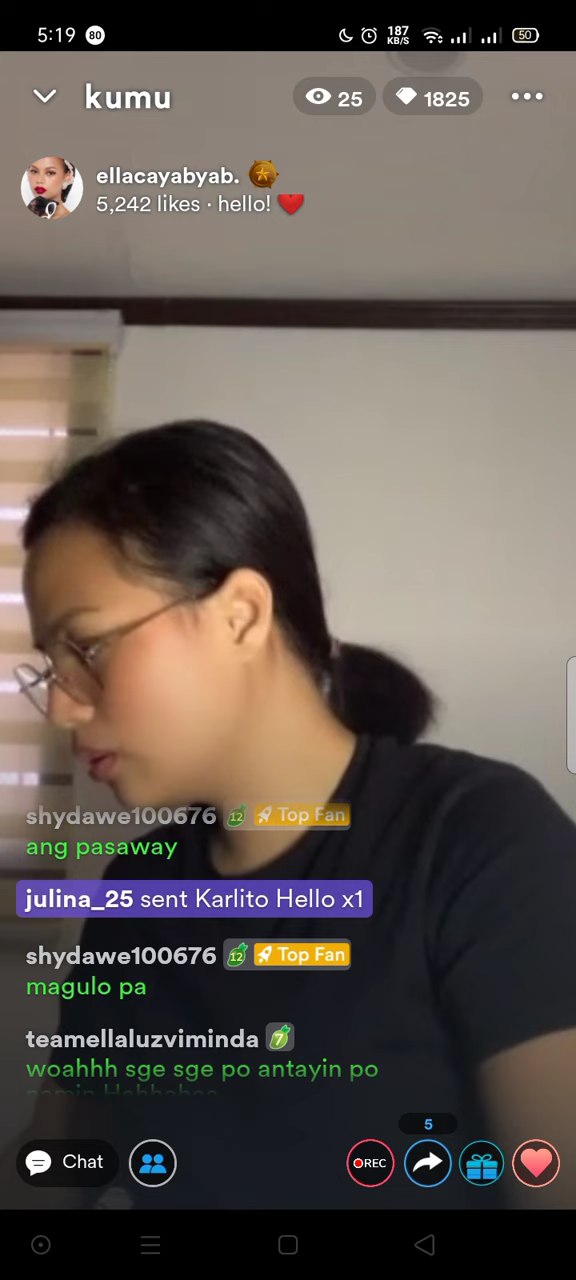 5:19
80
187
KB/S
50
kumu
25
1825
ellacayabyab.
5,242 likes · hello!
shydawe100676 12 Top Fan
ang pasaway
julina_25 sent Karlito Hello x1
shydawe100676 12 Top Fan
magulo pa
teamellaluzviminda 7
woahhh sge sge po antayin po
5
Chat
REC